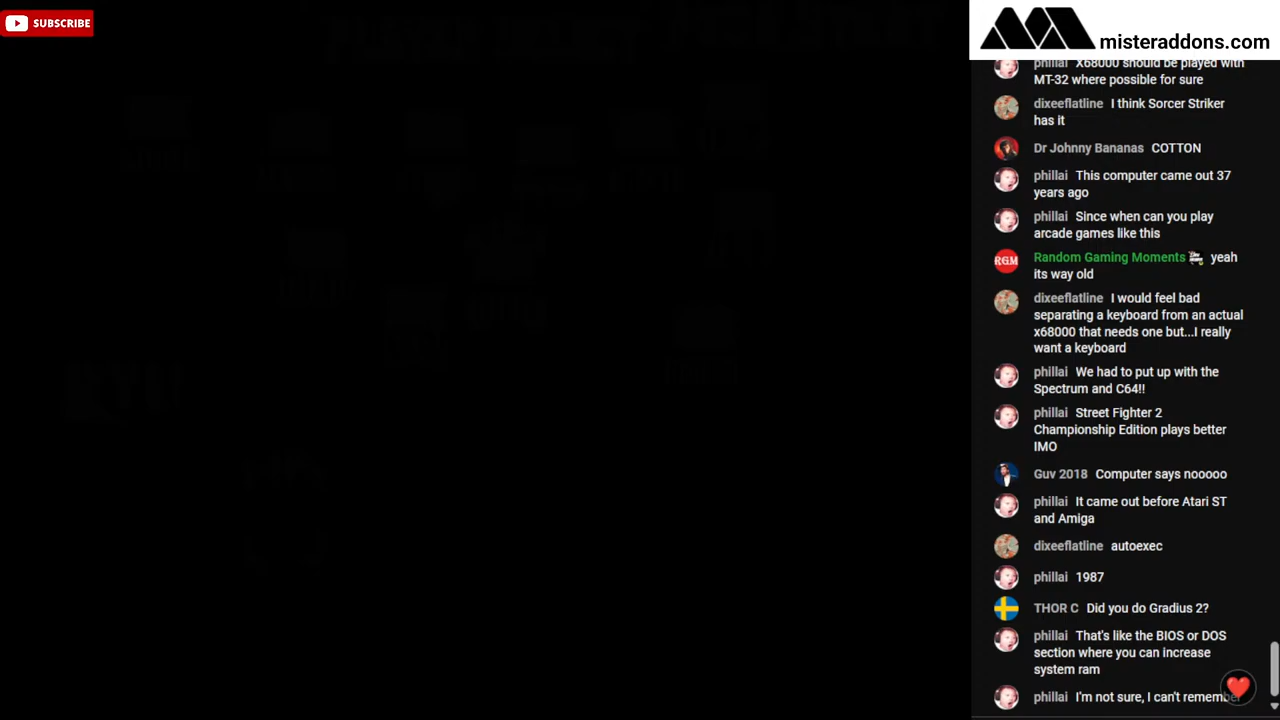 SUBSCRIBE
misteraddons.com
phillai X68000 should be played with
MT-32 where possible for sure
dixeeflatline I think Sorcer Striker
has it
Dr Johnny Bananas COTTON
phillai This computer came out 37
years ago
phillai Since when can you play
arcade games like this
RGM Random Gaming Moments yeah
its way old
dixeeflatline I would feel bad
separating a keyboard from an actual
x68000 that needs one but...I really
want a keyboard
phillai We had to put up with the
Spectrum and C64!!
phillai Street Fighter 2
Championship Edition plays better
IMO
Guv 2018 Computer says nooooo
phillai It came out before Atari ST
and Amiga
dixeeflatline autoexec
phillai 1987
THOR C Did you do Gradius 2?
phillai That's like the BIOS or DOS
section where you can increase
system ram
phillai I'm not sure, I can't remember